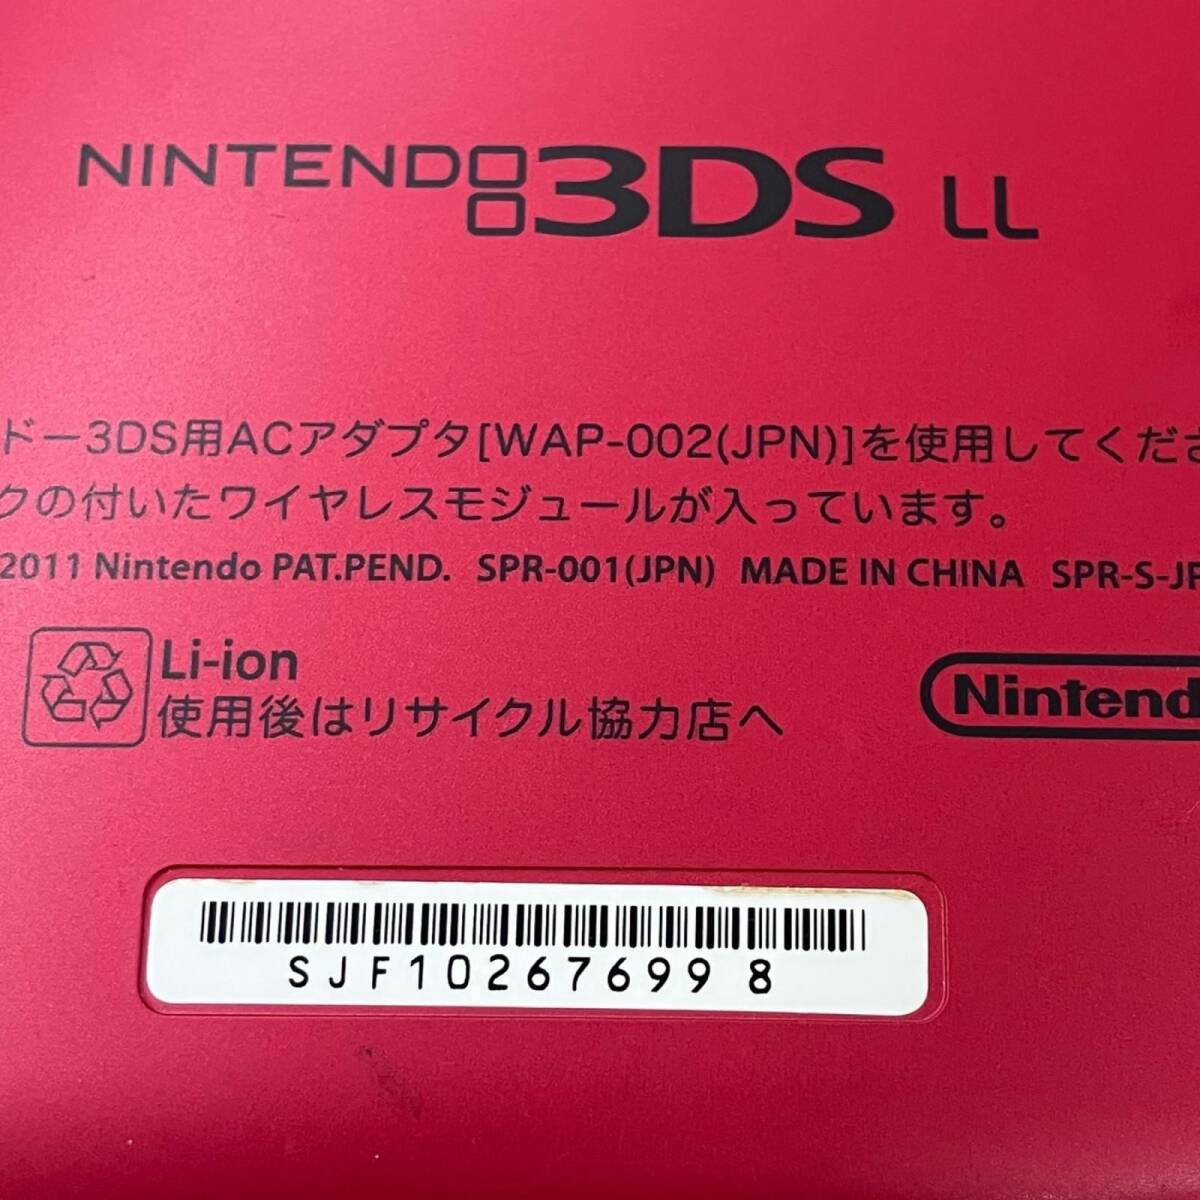 NINTENDO 3DS LL
ドー3DS用ACアダプタ[WAP-002(JPN)]を使用してくださ
クの付いたワイヤレスモジュールが入っています。
2011 Nintendo PAT.PEND. SPR-001(JPN) MADE IN CHINA SPR-S-JP
Li-ion
使用後はリサイクル協力店へ
Nintendo
SJF10267699 8